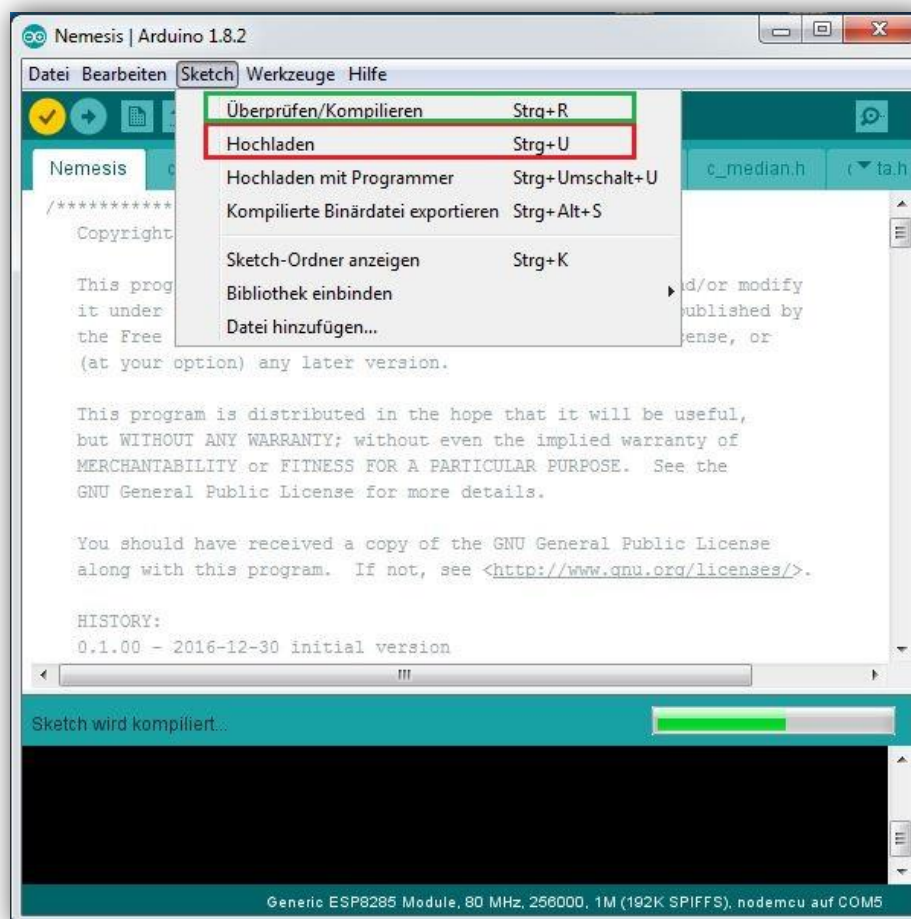 Nemesis | Arduino 1.8.2
Datei Bearbeiten Sketch Werkzeuge Hilfe
Überprüfen/Kompilieren Strg+R
Hochladen Strg+U
Hochladen mit Programmer Strg+Umschalt+U
Kompilierte Binärdatei exportieren Strg+Alt+S
Sketch-Ordner anzeigen Strg+K
Bibliothek einbinden
Datei hinzufügen...
Nemesis c c_median.h ta.h
/***********
Copyright
This prog d/or modify
it under ublished by
the Free ense, or
(at your option) any later version.
This program is distributed in the hope that it will be useful,
but WITHOUT ANY WARRANTY; without even the implied warranty of
MERCHANTABILITY or FITNESS FOR A PARTICULAR PURPOSE. See the
GNU General Public License for more details.
You should have received a copy of the GNU General Public License
along with this program. If not, see <http://www.gnu.org/licenses/>.
HISTORY:
0.1.00 - 2016-12-30 initial version
Sketch wird kompiliert...
Generic ESP8285 Module, 80 MHz, 256000, 1M (192K SPIFFS), nodemcu auf COM5